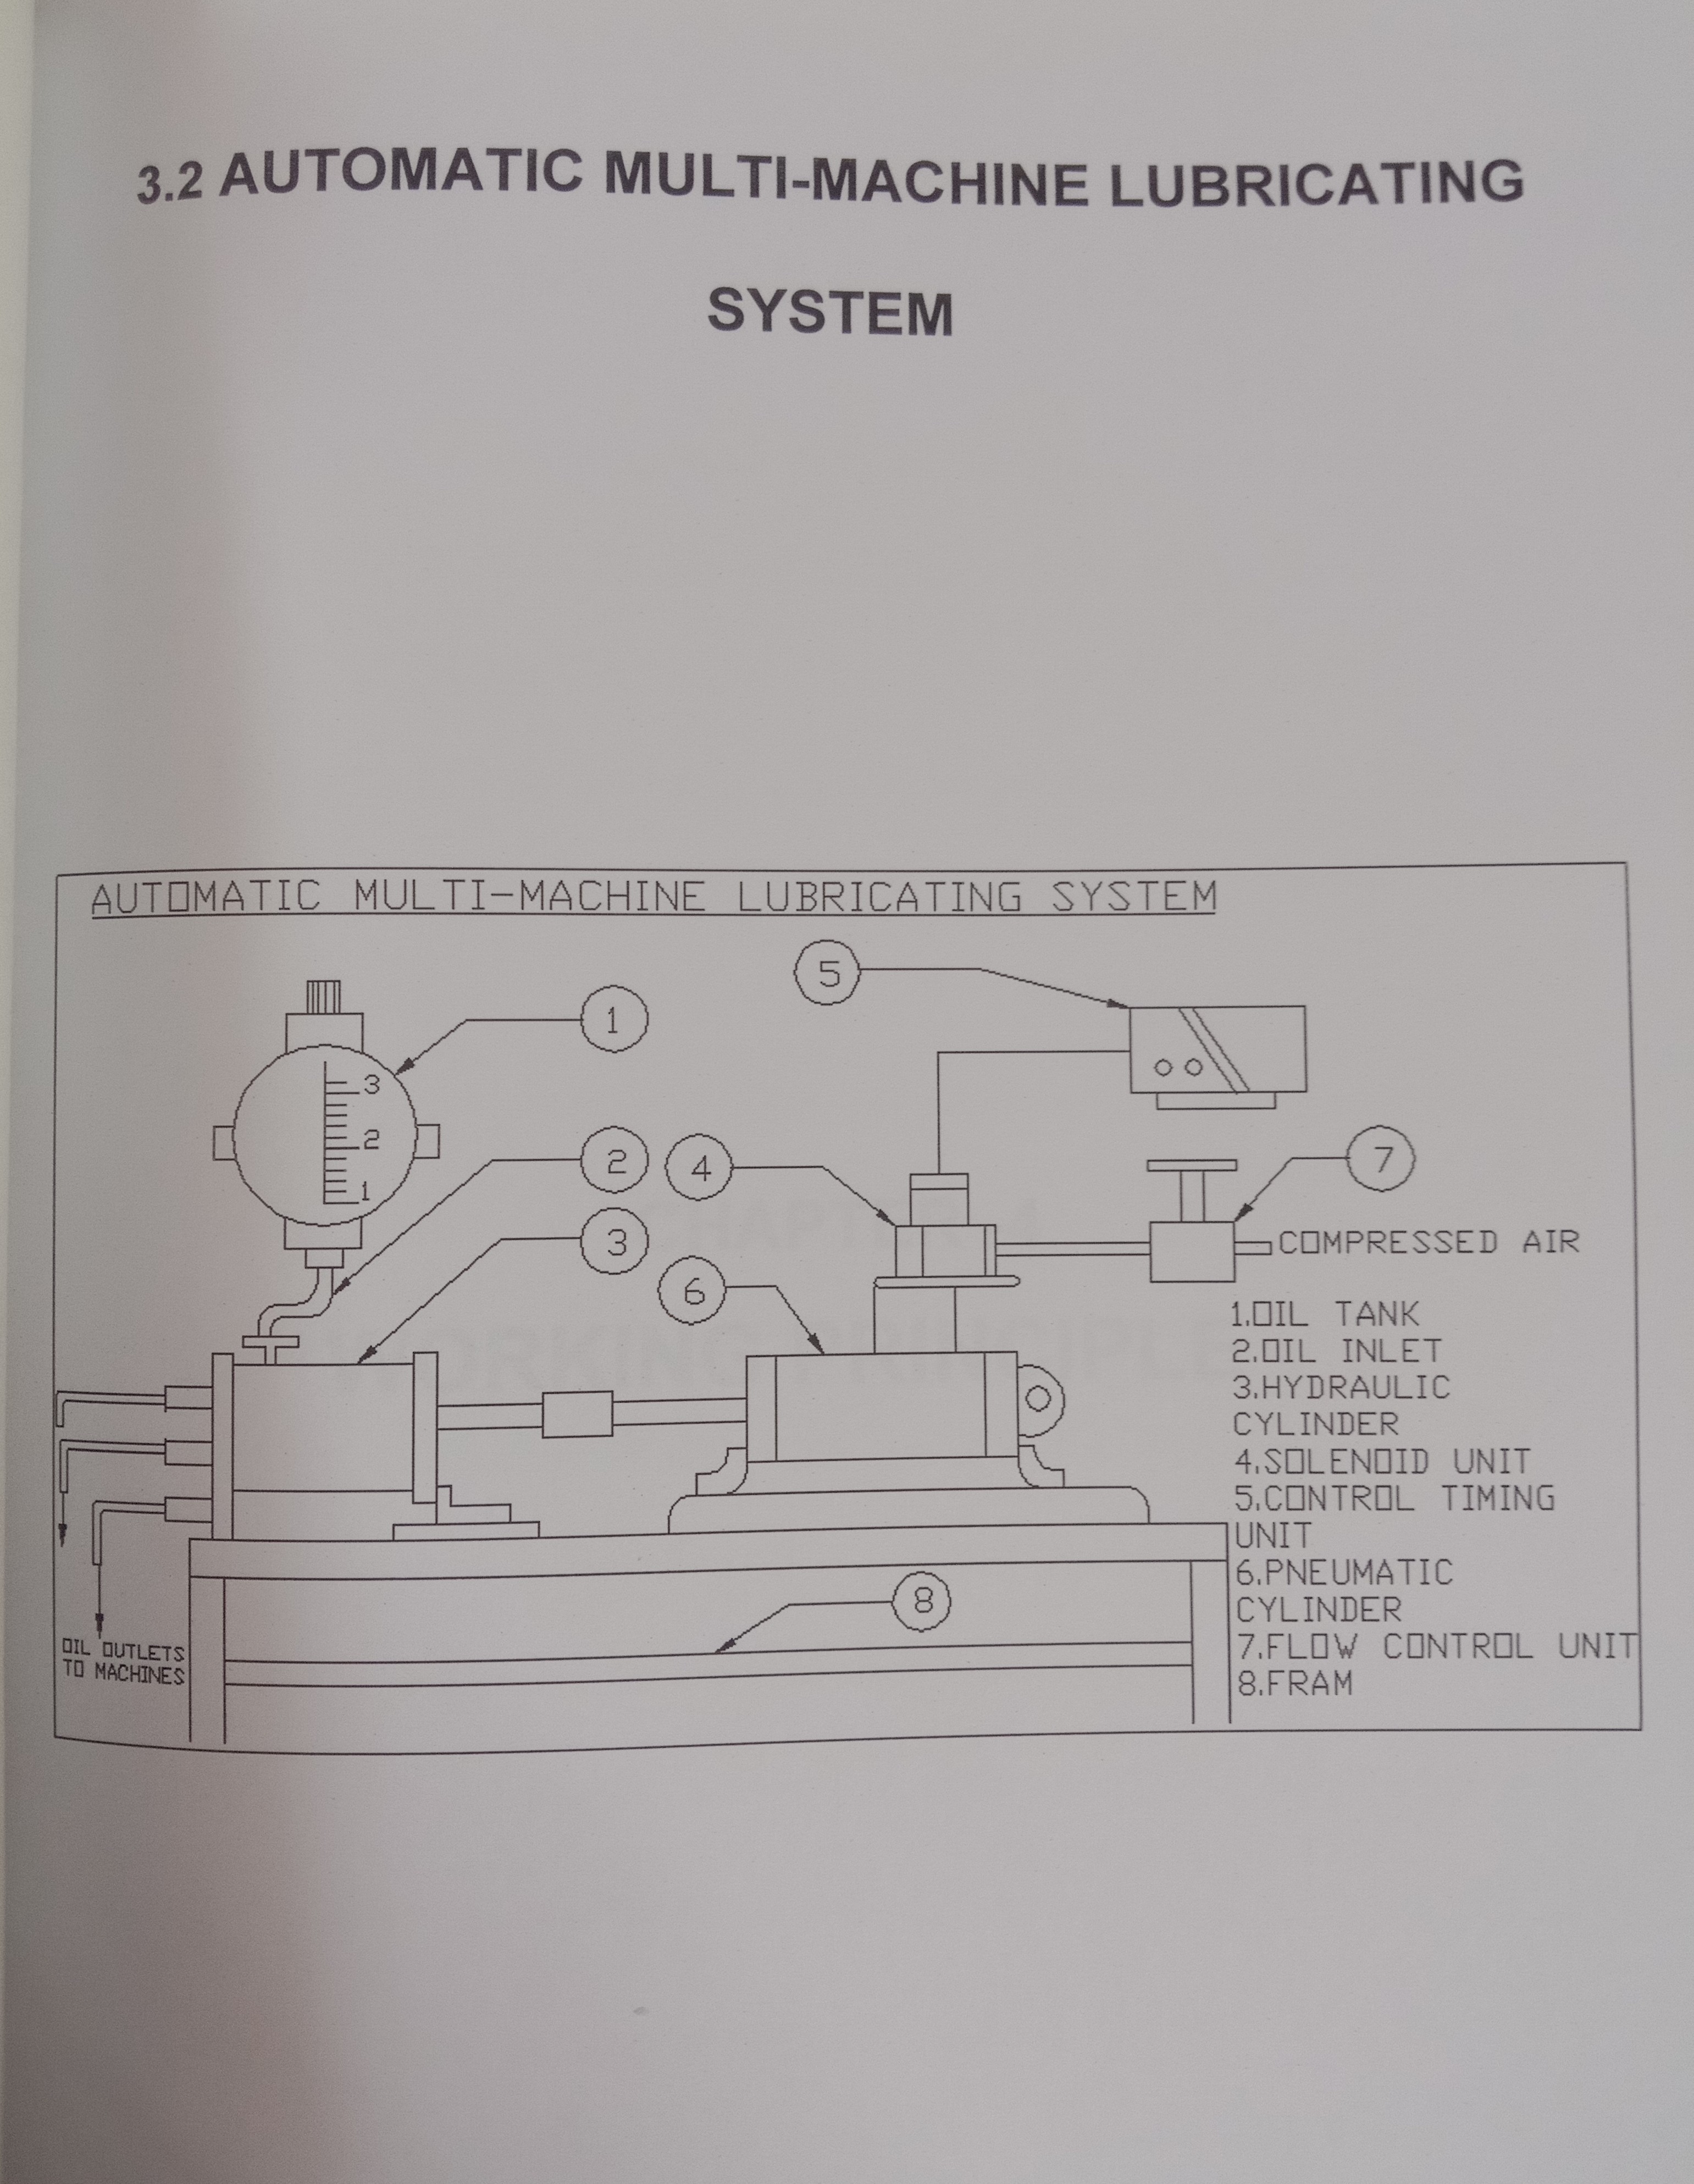 3.2 AUTOMATIC MULTI-MACHINE LUBRICATING
SYSTEM
AUTOMATIC MULTI-MACHINE LUBRICATING SYSTEM
5
1
3
2
1
2
4
7
3
COMPRESSED AIR
6
1.OIL TANK
2.OIL INLET
3.HYDRAULIC
CYLINDER
4.SOLENOID UNIT
5.CONTROL TIMING
UNIT
6.PNEUMATIC
CYLINDER
7.FLOW CONTROL UNIT
8.FRAM
8
OIL OUTLETS
TO MACHINES